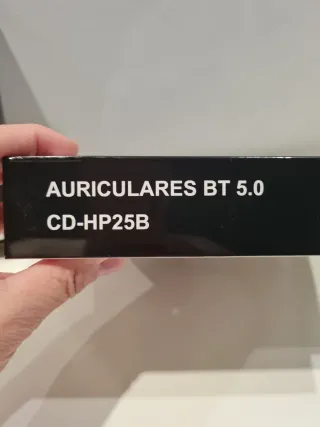 AURICULARES BT 5.0
CD-HP25B